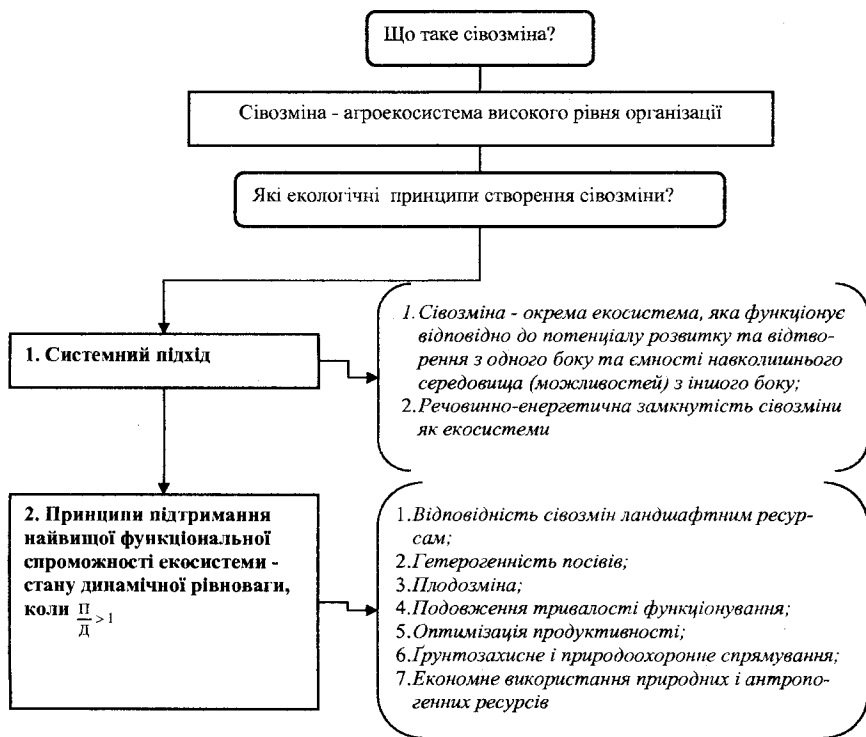 Що таке сівозміна?
Сівозміна - агроекосистема високого рівня організації
Які екологічні принципи створення сівозміни?
1. Системний підхід
1. Сівозміна - окрема екосистема, яка функціонує
відповідно до потенціалу розвитку та відтво-
рення з одного боку та ємності навколишнього
середовища (можливостей) з іншого боку;
2. Речовинно-енергетична замкнутість сівозміни
як екосистеми
2. Принципи підтримання
найвищої функціональної
спроможності екосистеми -
стану динамічної рівноваги,
коли П/Д > 1
1. Відповідність сівозмін ландшафтним ресур-
сам;
2. Гетерогенність посівів;
3. Плодозміна;
4. Подовження тривалості функціонування;
5. Оптимізація продуктивності;
6. Ґрунтозахисне і природоохоронне спрямування;
7. Економне використання природних і антропо-
генних ресурсів